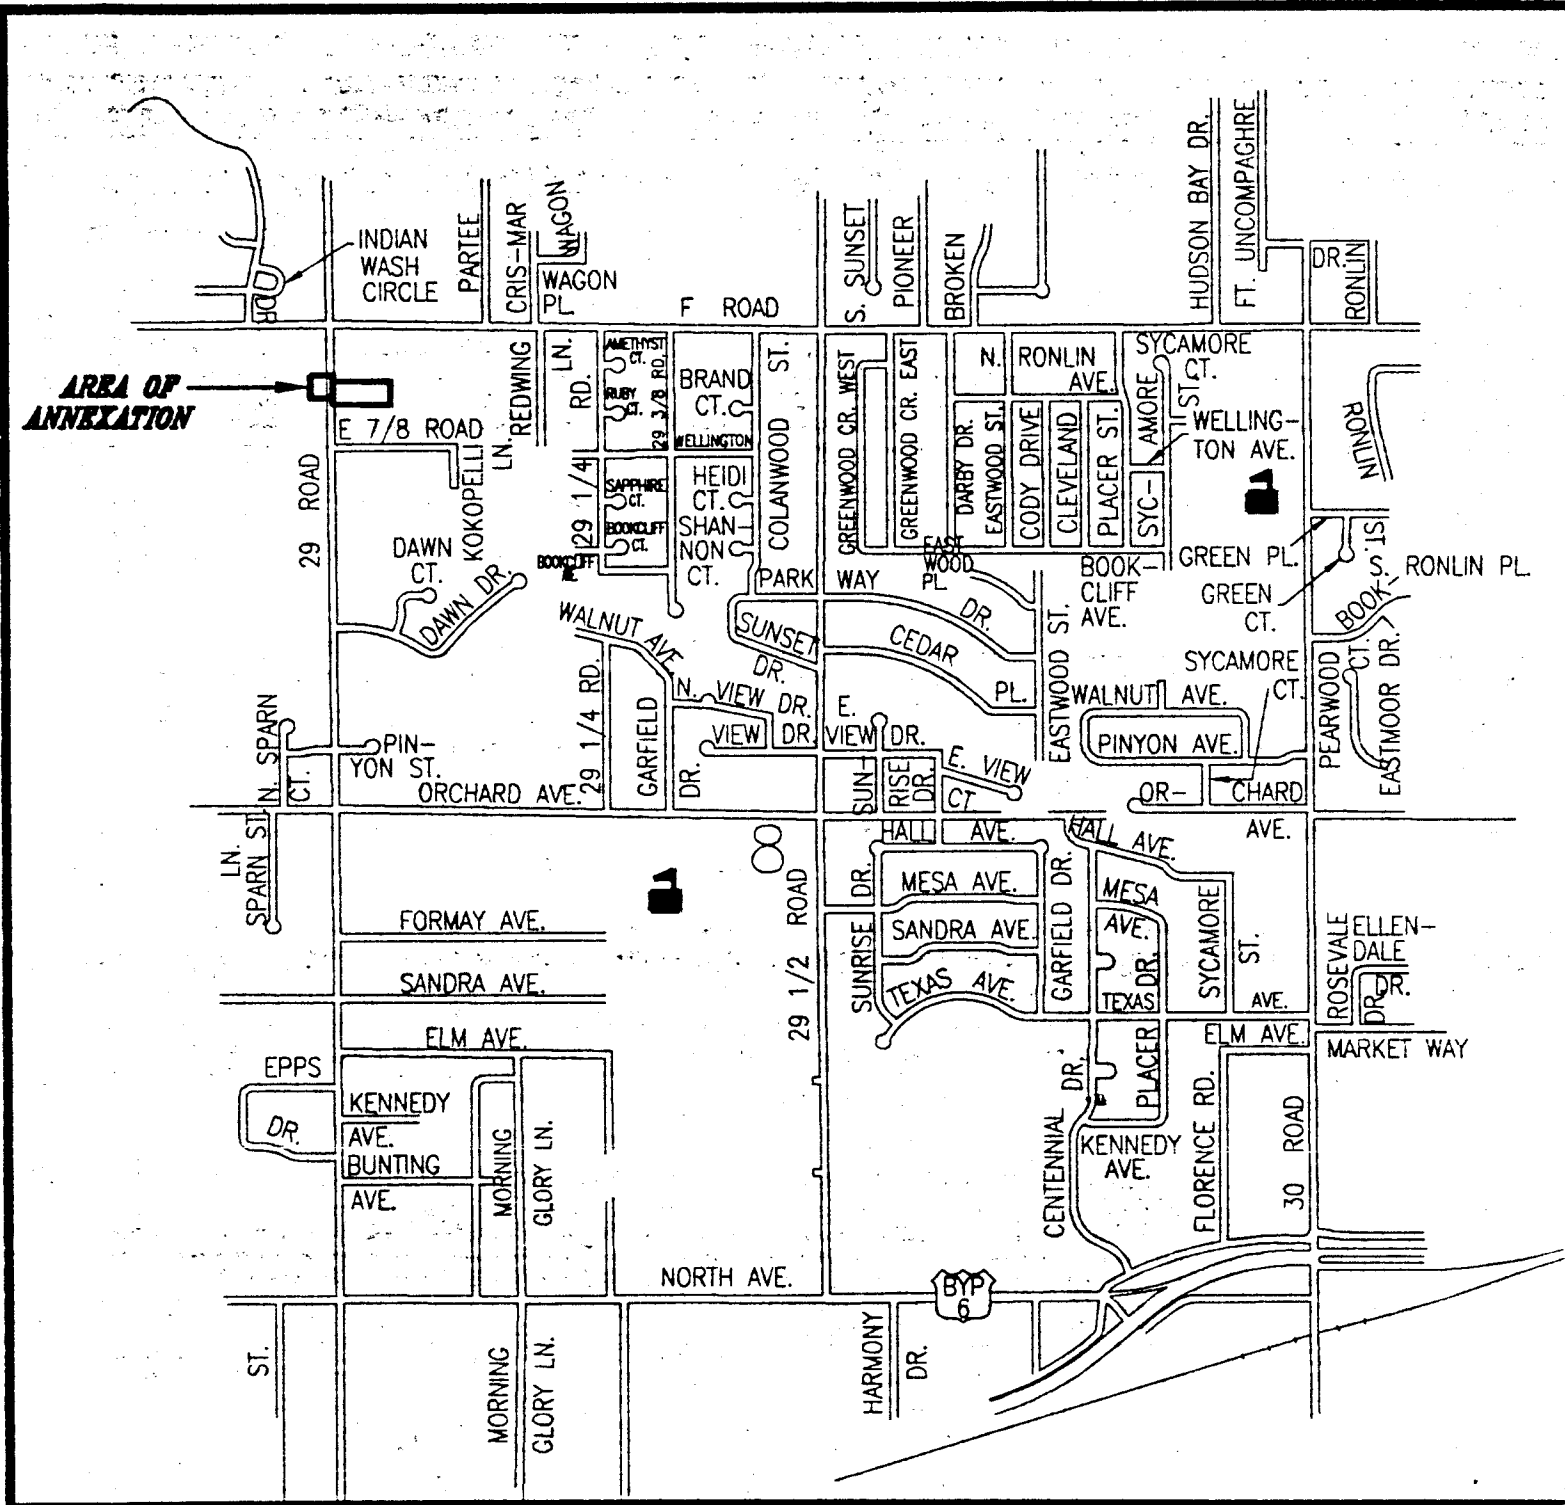 INDIAN
WASH
CIRCLE
DR
PARTEE
CRIS-MAR
WAGON
WAGON
PL
F ROAD
S. SUNSET
PIONEER
BROKEN
HUDSON BAY DR.
FT. UNCOMPAGHRE
DR.
RONLIN
AREA OF
ANNEXATION
E 7/8 ROAD
29 ROAD
KOKOPELLI
LN.
REDWING
LN.
29 1/4
RD.
AMETHYST
CT.
RUBY
CT.
29 3/8 RD.
WELLINGTON
SAPPHIRE
CT.
BOOKCLIFF
CT.
BOOKCLIFF
AVE
BRAND
CT.
HEIDI
CT.
SHAN-
NON
CT.
COLANWOOD
ST.
GREENWOOD CR. WEST
GREENWOOD CR. EAST
DARBY DR.
EASTWOOD ST.
N. RONLIN
AVE.
CODY DRIVE
CLEVELAND
PLACER ST.
SYC-
AMORE
ST.
SYCAMORE
CT.
WELLING-
TON AVE.
RONLIN
GREEN PL.
GREEN
CT.
ST.
S.
BOOK-
RONLIN PL.
CT.
EASTMOOR DR.
PEARWOOD
DAWN
CT.
DAWN DR.
WALNUT AVE.
PARK WAY
DR.
SUNSET
DR.
CEDAR
PL.
EAST
WOOD
PL
EASTWOOD ST.
BOOK-
CLIFF
AVE.
SYCAMORE
CT.
WALNUT AVE.
PINYON AVE.
N. SPARN
CT.
PIN-
YON ST.
29 1/4 RD.
GARFIELD
DR.
N. VIEW DR.
VIEW DR.
E.
VIEW DR.
SUN-
RISE
DR.
E. VIEW
CT
ORCHARD AVE.
OR- CHARD
AVE.
LN.
SPARN ST.
HALL AVE.
HALL AVE.
MESA AVE.
MESA
AVE.
SANDRA AVE.
TEXAS AVE.
SUNRISE
DR.
GARFIELD DR.
SYCAMORE
ST.
FORMAY AVE.
SANDRA AVE.
ELM AVE.
29 1/2 ROAD
TEXAS AVE.
PLACER
DR.
ELM AVE.
ROSEVALE
DR.
ELLEN-
DALE
DR.
MARKET WAY
EPPS
DR.
KENNEDY
AVE.
BUNTING
AVE.
MORNING
GLORY LN.
CENTENNIAL
DR.
KENNEDY
AVE.
FLORENCE RD.
30 ROAD
NORTH AVE.
BYP
6
ST.
MORNING
GLORY LN.
HARMONY
DR.